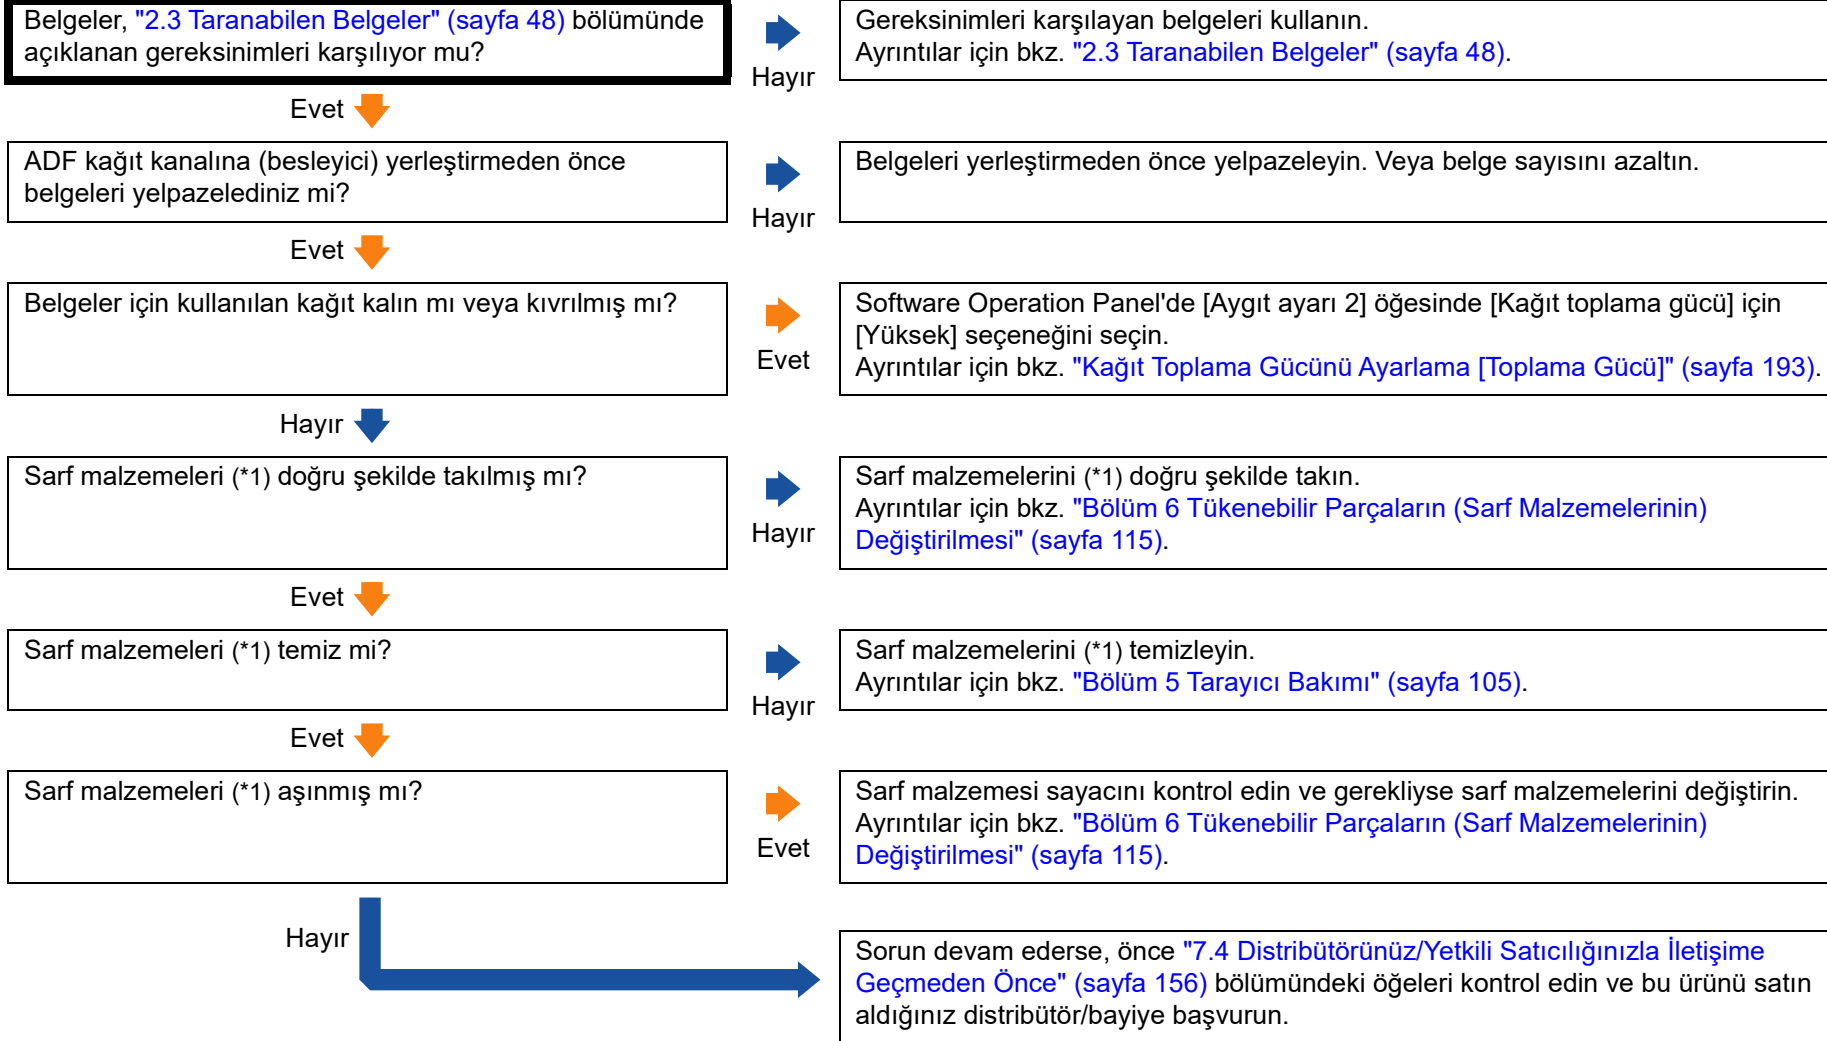 Belgeler, "2.3 Taranabilen Belgeler" (sayfa 48) bölümünde
açıklanan gereksinimleri karşılıyor mu?
Hayır
Gereksinimleri karşılayan belgeleri kullanın.
Ayrıntılar için bkz. "2.3 Taranabilen Belgeler" (sayfa 48).
Evet
ADF kağıt kanalına (besleyici) yerleştirmeden önce
belgeleri yelpazelediniz mi?
Hayır
Belgeleri yerleştirmeden önce yelpazeleyin. Veya belge sayısını azaltın.
Evet
Belgeler için kullanılan kağıt kalın mı veya kıvrılmış mı?
Evet
Software Operation Panel'de [Aygıt ayarı 2] öğesinde [Kağıt toplama gücü] için
[Yüksek] seçeneğini seçin.
Ayrıntılar için bkz. "Kağıt Toplama Gücünü Ayarlama [Toplama Gücü]" (sayfa 193).
Hayır
Sarf malzemeleri (*1) doğru şekilde takılmış mı?
Hayır
Sarf malzemelerini (*1) doğru şekilde takın.
Ayrıntılar için bkz. "Bölüm 6 Tükenebilir Parçaların (Sarf Malzemelerinin)
Değiştirilmesi" (sayfa 115).
Evet
Sarf malzemeleri (*1) temiz mi?
Hayır
Sarf malzemelerini (*1) temizleyin.
Ayrıntılar için bkz. "Bölüm 5 Tarayıcı Bakımı" (sayfa 105).
Evet
Sarf malzemeleri (*1) aşınmış mı?
Evet
Sarf malzemesi sayacını kontrol edin ve gerekliyse sarf malzemelerini değiştirin.
Ayrıntılar için bkz. "Bölüm 6 Tükenebilir Parçaların (Sarf Malzemelerinin)
Değiştirilmesi" (sayfa 115).
Hayır
Sorun devam ederse, önce "7.4 Distribütörünüz/Yetkili Satıcılığınızla İletişime
Geçmeden Önce" (sayfa 156) bölümündeki öğeleri kontrol edin ve bu ürünü satın
aldığınız distribütör/bayiye başvurun.